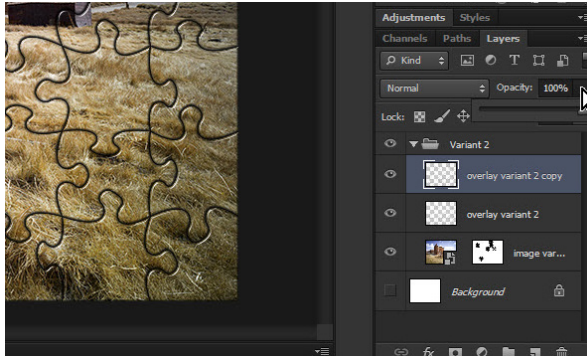 Adjustments Styles
Channels Paths Layers
Kind T
Normal Opacity: 100%
Lock:
Variant 2
overlay variant 2 copy
overlay variant 2
image var...
Background
fx